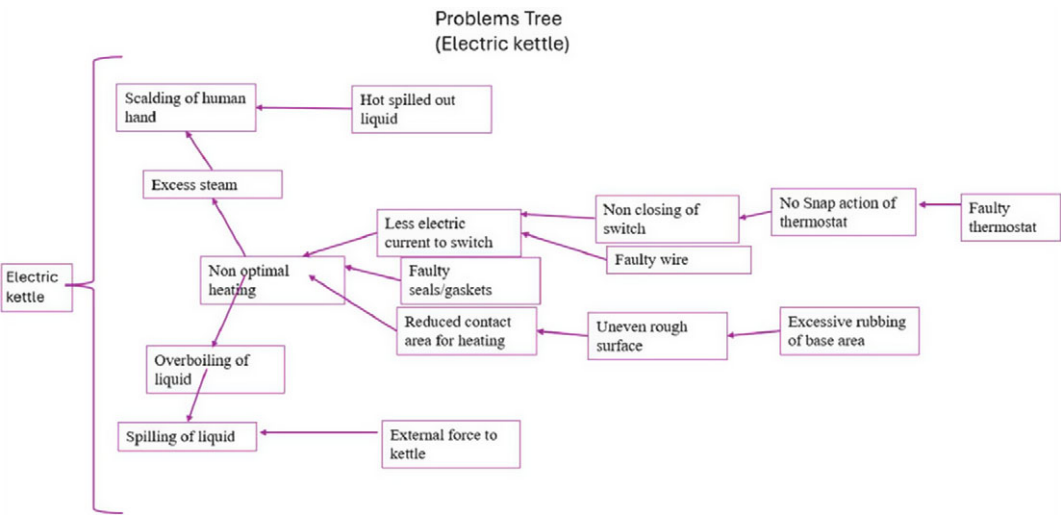 Problems Tree
(Electric kettle)
Scalding of human
hand
Hot spilled out
liquid
Excess steam
Less electric
current to switch
Non closing of
switch
No Snap action of
thermostat
Faulty
thermostat
Faulty wire
Electric
kettle
Non optimal
heating
Faulty
seals/gaskets
Reduced contact
area for heating
Uneven rough
surface
Excessive rubbing
of base area
Overboiling of
liquid
Spilling of liquid
External force to
kettle